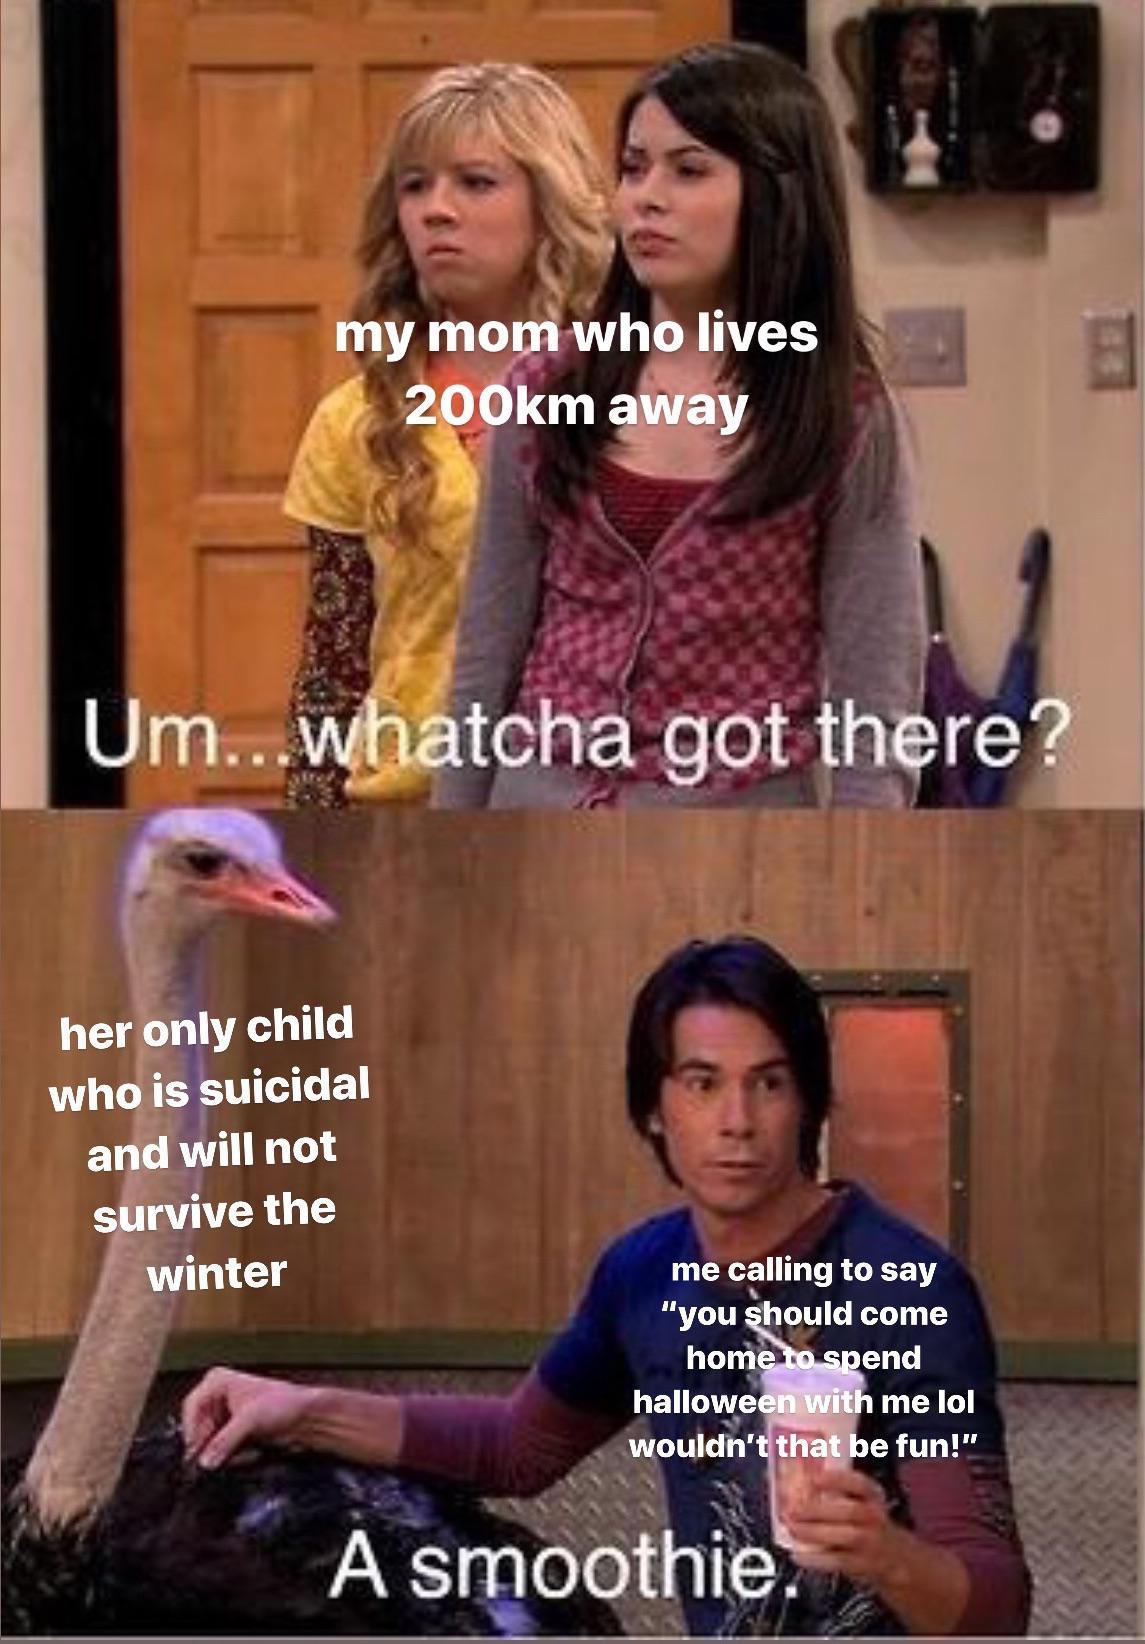 my mom who lives
200km away
Um...whatcha got there?
her only child
who is suicidal
and will not
survive the
winter
me calling to say
“you should come
home to spend
halloween with me lol
wouldn’t that be fun!”
A smoothie.